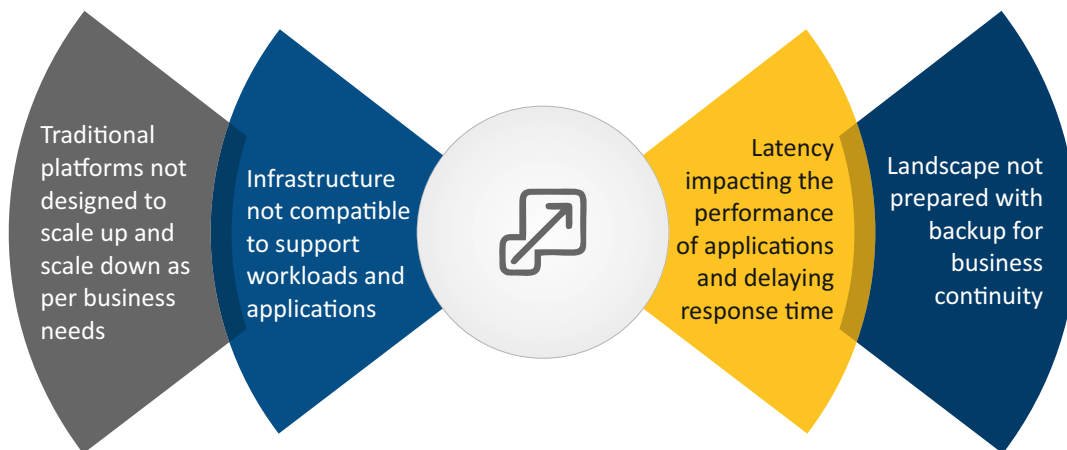 Traditional
platforms not
designed to
scale up and
scale down as
per business
needs
Infrastructure
not compatible
to support
workloads and
applications
Latency
impacting the
performance
of applications
and delaying
response time
Landscape not
prepared with
backup for
business
continuity